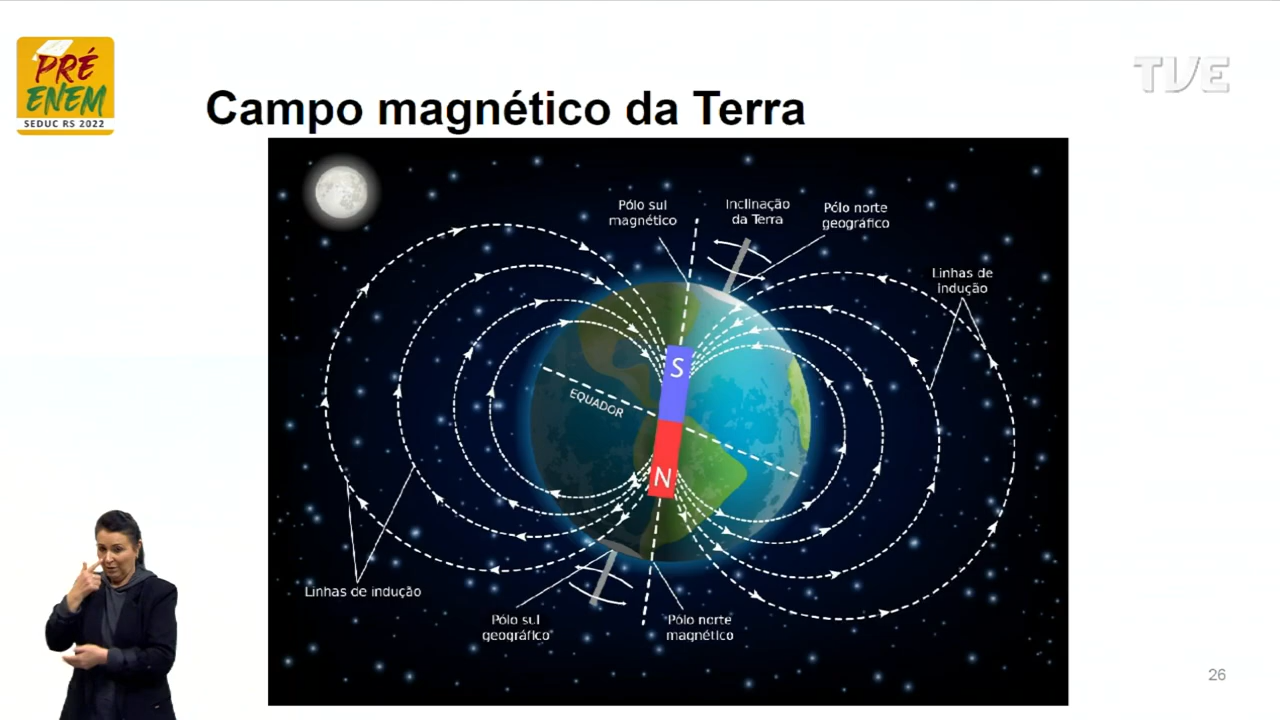 PRÉ
ENEM
SEDUC RS 2022
TVE
Campo magnético da Terra
Pólo sul
magnético
Inclinação
da Terra
Pólo norte
geográfico
Linhas de
indução
S
EQUADOR
N
Linhas de indução
Pólo sul
geográfico
Pólo norte
magnético
26